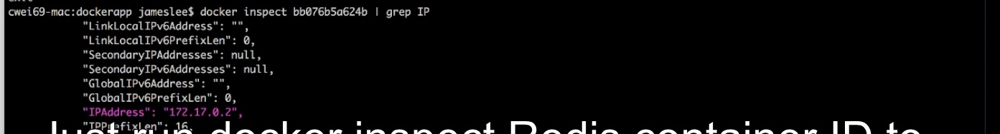 cwei69-mac:dockerapp jameslee$ docker inspect bb076b5a624b | grep IP
"LinkLocalIPv6Address": "",
"LinkLocalIPv6PrefixLen": 0,
"SecondaryIPAddresses": null,
"SecondaryIPv6Addresses": null,
"GlobalIPv6Address": "",
"GlobalIPv6PrefixLen": 0,
"IPAddress": "172.17.0.2",
"IPPrefixLen": 16,
Just run docker inspect Redis container ID to